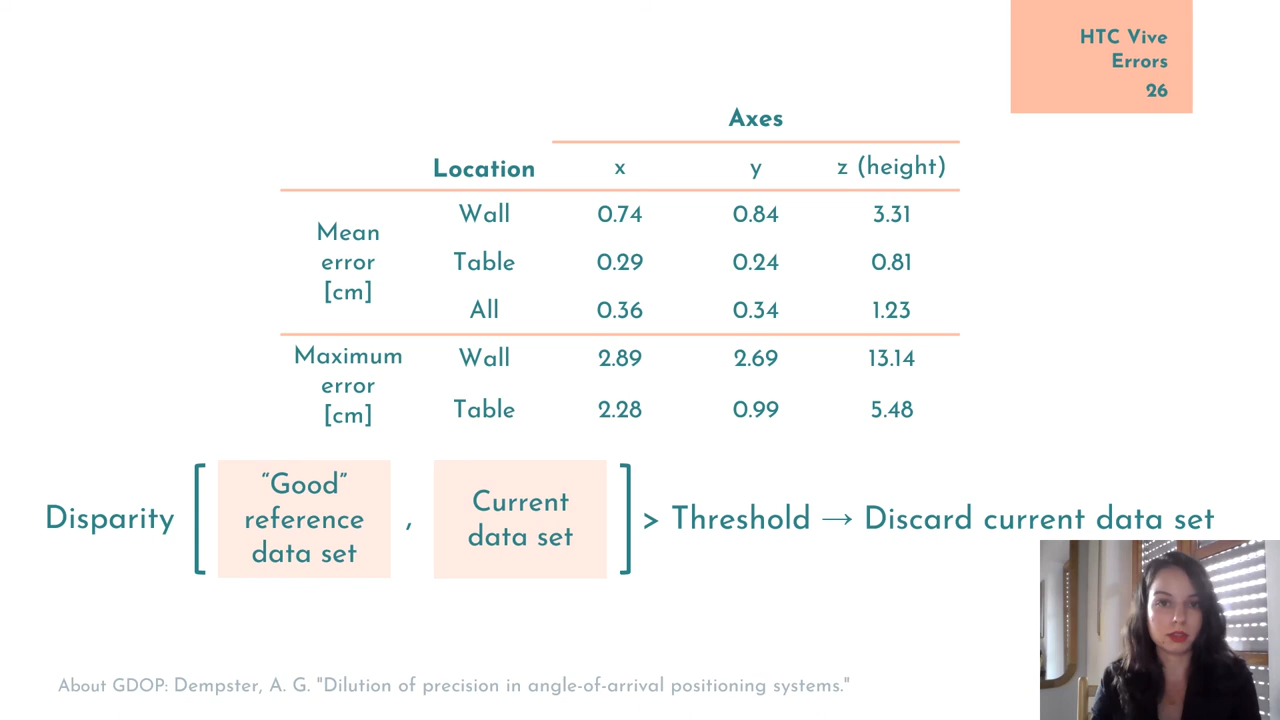 HTC Vive
Errors
26
Axes
Location x y z (height)
Mean
error
[cm]
Wall 0.74 0.84 3.31
Table 0.29 0.24 0.81
All 0.36 0.34 1.23
Maximum
error
[cm]
Wall 2.89 2.69 13.14
Table 2.28 0.99 5.48
Disparity [ “Good”
reference
data set , Current
data set ] > Threshold → Discard current data set
About GDOP: Dempster, A. G. "Dilution of precision in angle-of-arrival positioning systems."